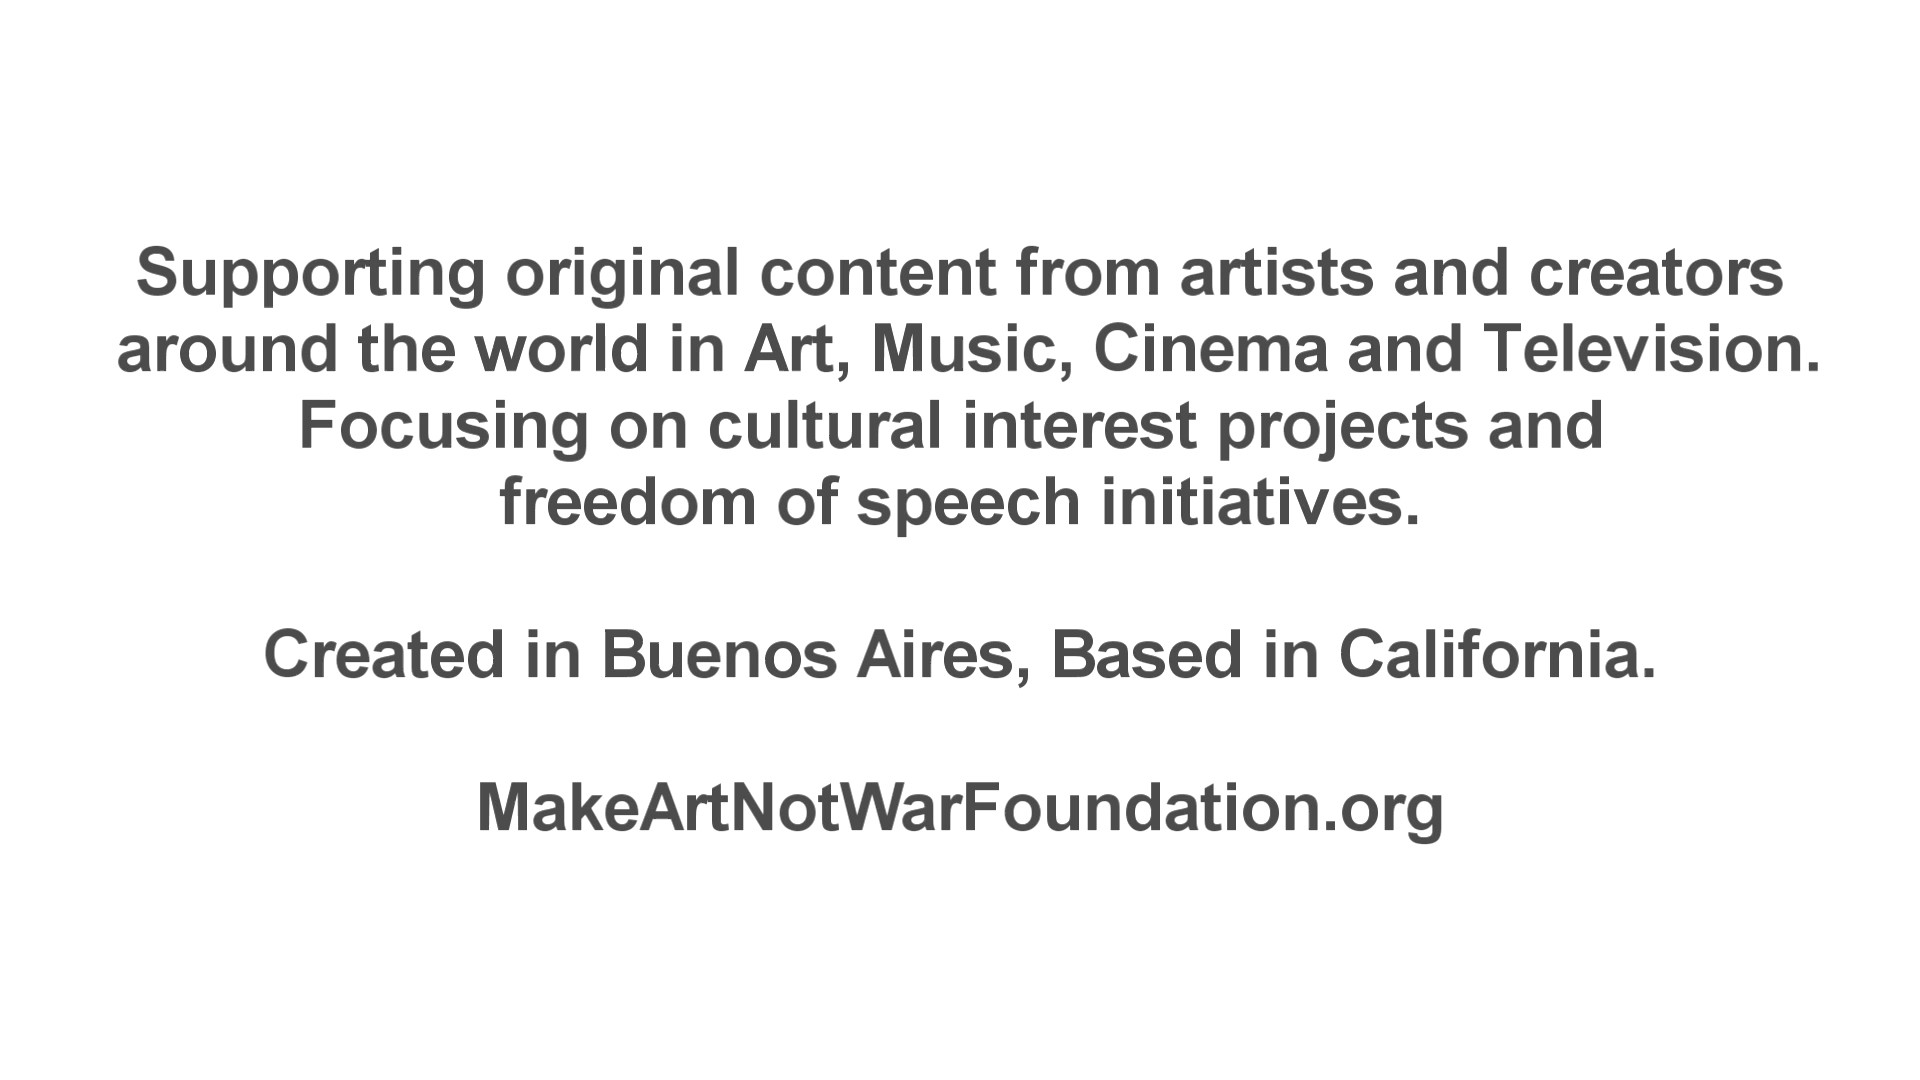 Supporting original content from artists and creators
around the world in Art, Music, Cinema and Television.
Focusing on cultural interest projects and
freedom of speech initiatives.
Created in Buenos Aires, Based in California.
MakeArtNotWarFoundation.org